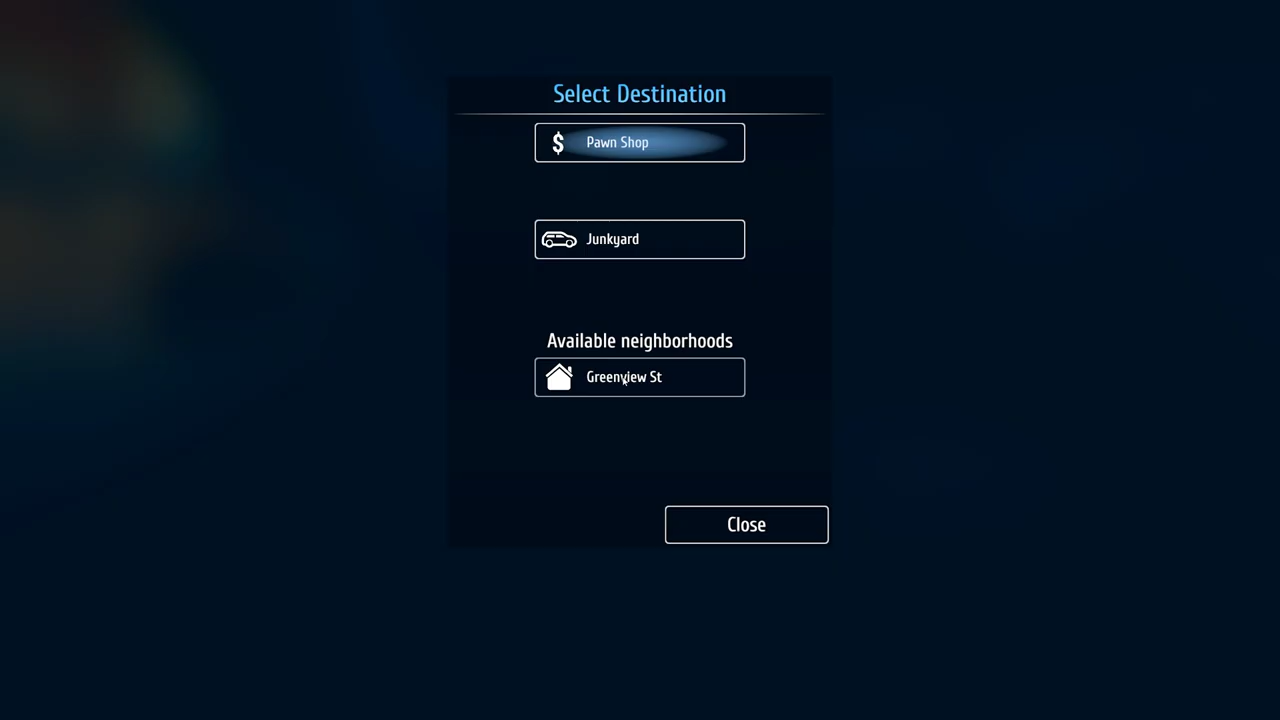 Select Destination
$ Pawn Shop
Junkyard
Available neighborhoods
Greenview St
Close